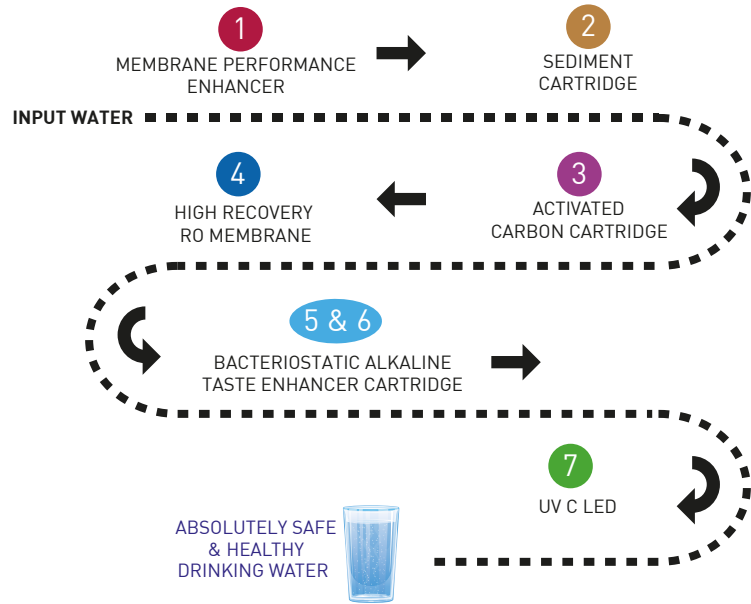 1
MEMBRANE PERFORMANCE
ENHANCER
2
SEDIMENT
CARTRIDGE
INPUT WATER
3
ACTIVATED
CARBON CARTRIDGE
4
HIGH RECOVERY
RO MEMBRANE
5 & 6
BACTERIOSTATIC ALKALINE
TASTE ENHANCER CARTRIDGE
7
UV C LED
ABSOLUTELY SAFE
& HEALTHY
DRINKING WATER